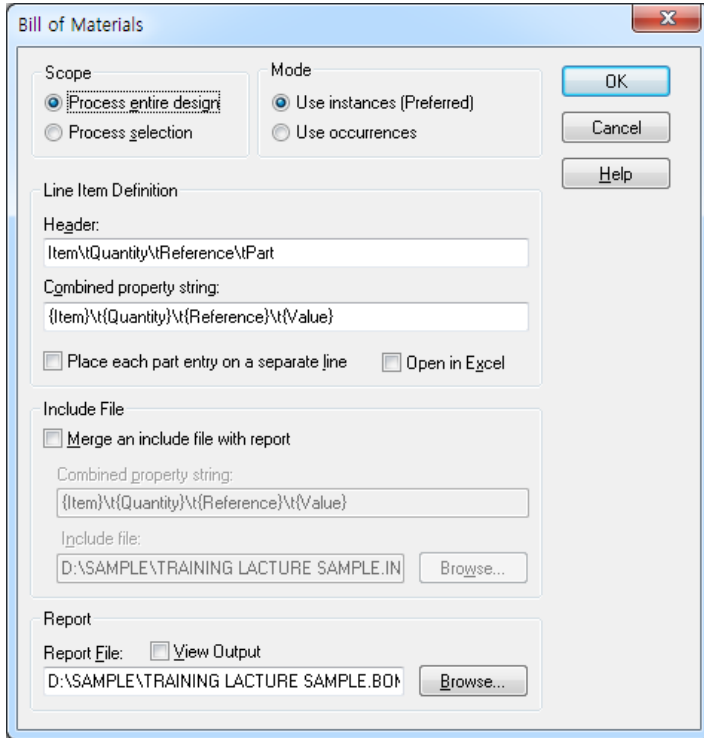 Bill of Materials
Scope
Process entire design
Process selection
Mode
Use instances (Preferred)
Use occurrences
OK
Cancel
Help
Line Item Definition
Header:
Item\tQuantity\tReference\tPart
Combined property string:
{Item}\t{Quantity}\t{Reference}\t{Value}
Place each part entry on a separate line
Open in Excel
Include File
Merge an include file with report
Combined property string:
{Item}\t{Quantity}\t{Reference}\t{Value}
Include file:
D:\SAMPLE\TRAINING LACTURE SAMPLE.IN
Browse...
Report
Report File:
View Output
D:\SAMPLE\TRAINING LACTURE SAMPLE.BOM
Browse...